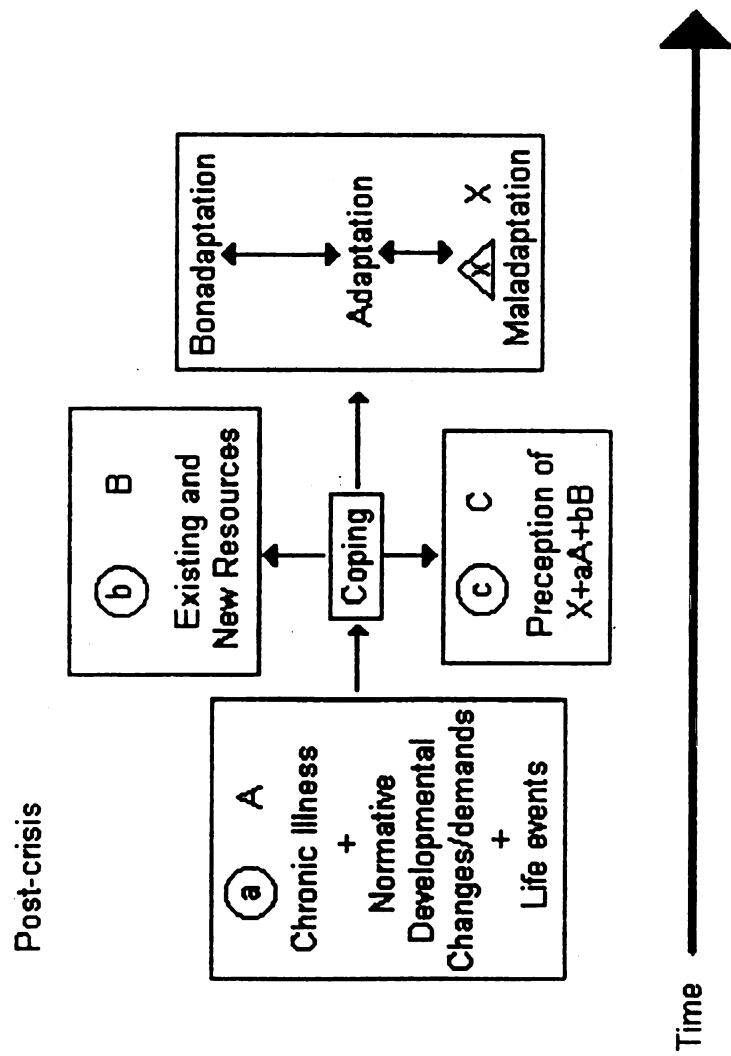 Post-crisis
a A
Chronic Illness
+
Normative
Developmental
Changes/demands
+
Life events
b B
Existing and
New Resources
Coping
c C
Preception of
X+aA+bB
Bonadaptation
Adaptation
x X
Maladaptation
Time